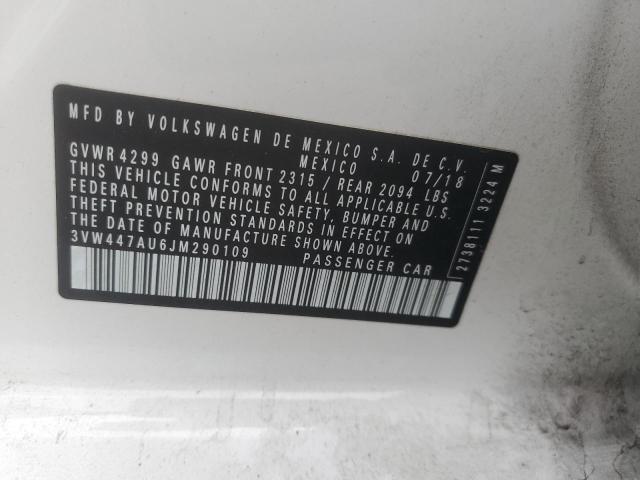 MFD BY VOLKSWAGEN DE MEXICO S.A. DE C.V.
MEXICO 07/18
GVWR 4299 GAWR FRONT 2315 / REAR 2094 LBS
THIS VEHICLE CONFORMS TO ALL APPLICABLE U.S.
FEDERAL MOTOR VEHICLE SAFETY, BUMPER AND
THEFT PREVENTION STANDARDS IN EFFECT ON
THE DATE OF MANUFACTURE SHOWN ABOVE.
3VW447AU6JM290109 PASSENGER CAR
2738111 3224 M